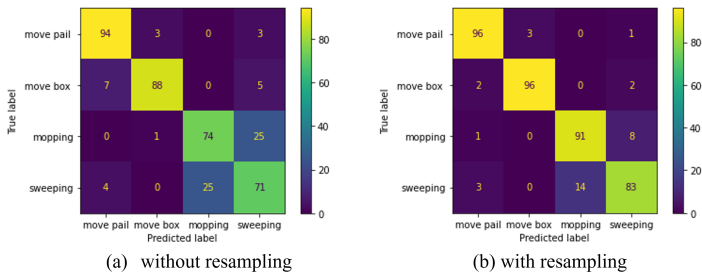 move pail 94 3 0 3
move box 7 88 0 5
mopping 0 1 74 25
sweeping 4 0 25 71
move pail move box mopping sweeping
Predicted label
True label
80
60
40
20
0
(a) without resampling
move pail 96 3 0 1
move box 2 96 0 2
mopping 1 0 91 8
sweeping 3 0 14 83
move pail move box mopping sweeping
Predicted label
True label
80
60
40
20
0
(b) with resampling